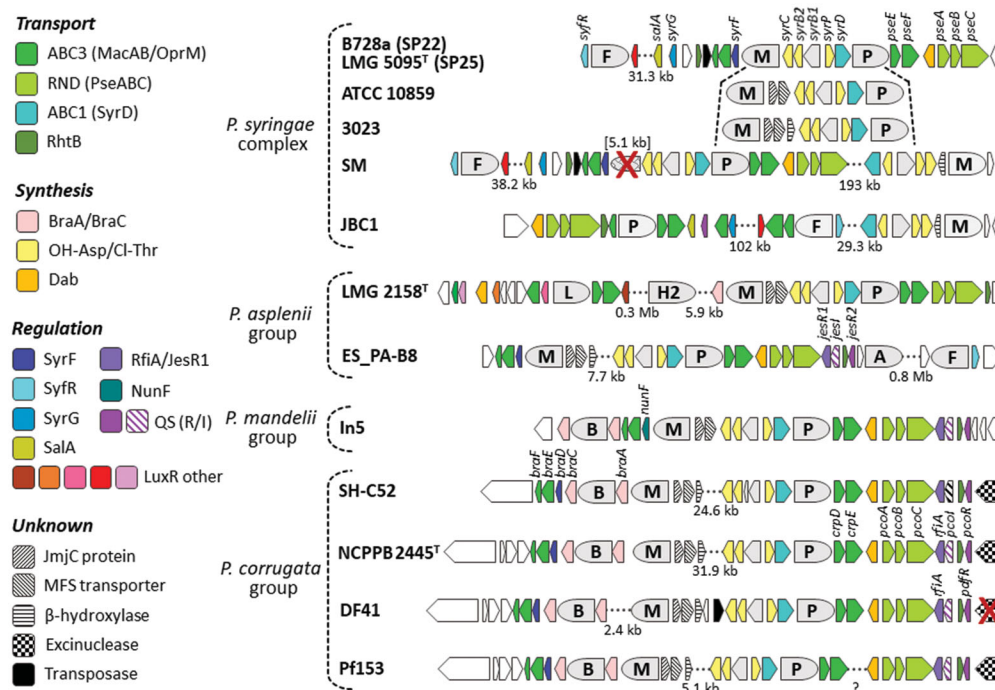 Transport
ABC3 (MacAB/OprM)
RND (PseABC)
ABC1 (SyrD)
RhtB
Synthesis
BraA/BraC
OH-Asp/Cl-Thr
Dab
Regulation
SyrF
RfiA/JesR1
SyfR
NunF
SyrG
QS (R/I)
SalA
LuxR other
Unknown
JmjC protein
MFS transporter
β-hydroxylase
Excinuclease
Transposase
P. syringae
complex
P. asplenii
group
P. mandelii
group
P. corrugata
group
syfR salA syrG syrF syrC syrB2 syrB1 syrP syrD pseE pseF pseA pseB pseC
B728a (SP22)
LMG 5095T (SP25)
F M P
31.3 kb
ATCC 10859
M P
3023
M P
[5.1 kb]
SM
F P M
38.2 kb 193 kb
JBC1
P F M
102 kb 29.3 kb
LMG 2158T
L H2 M P
0.3 Mb 5.9 kb
jesR1 jesI jesR2
ES_PA-B8
M P A F
7.7 kb 0.8 Mb
nunF
In5
B M P
braF braE braD braC braA
SH-C52
B M P
24.6 kb
crpD crpE pcoA pcoB pcoC rfiA pcoI pcoR
NCPPB 2445T
B M P
31.9 kb
rfiA pdfR
DF41
B M P
2.4 kb
Pf153
B M P
5.1 kb ?